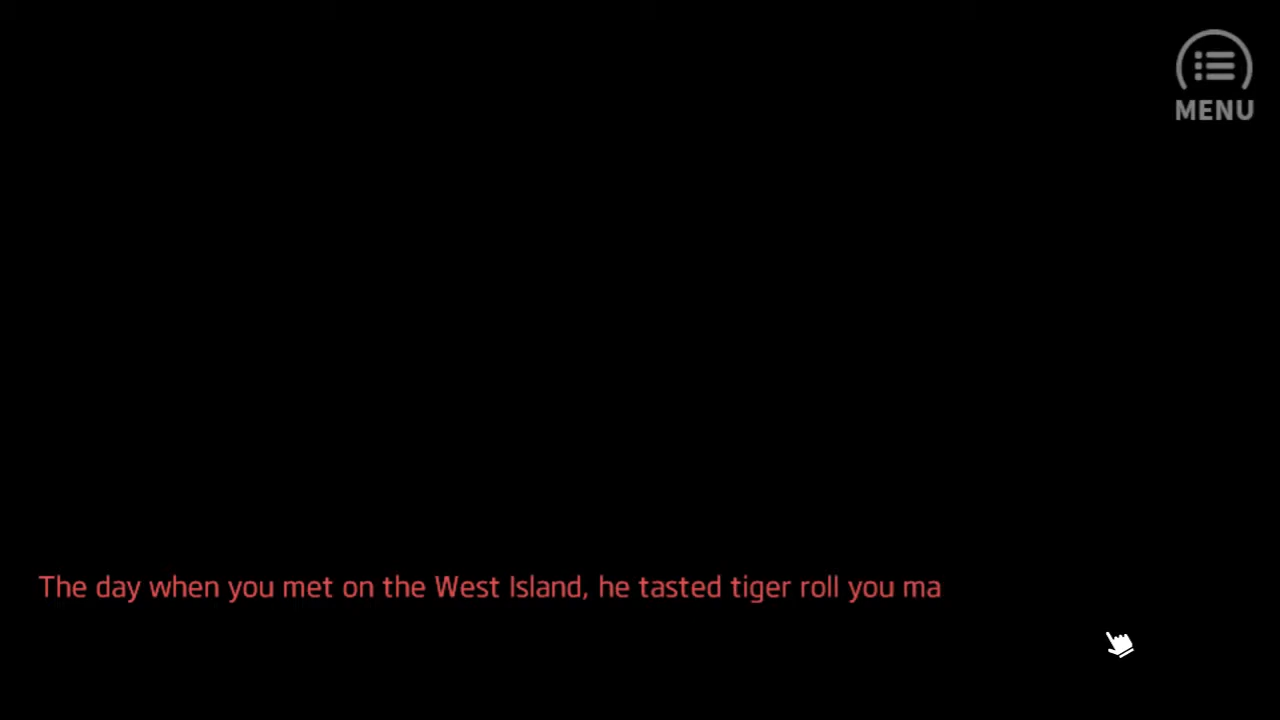 MENU
The day when you met on the West Island, he tasted tiger roll you ma